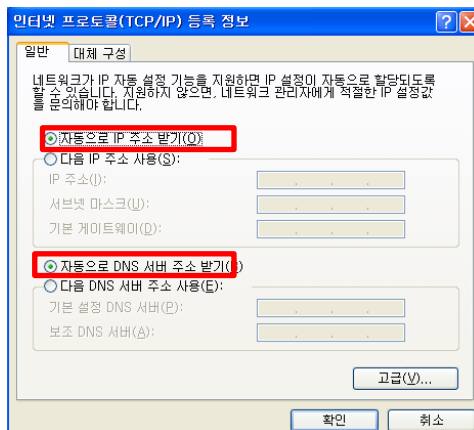 인터넷 프로토콜(TCP/IP) 등록 정보
일반
대체 구성
네트워크가 IP 자동 설정 기능을 지원하면 IP 설정이 자동으로 할당되도록
할 수 있습니다. 지원하지 않으면, 네트워크 관리자에게 적절한 IP 설정값
을 문의해야 합니다.
자동으로 IP 주소 받기(O)
다음 IP 주소 사용(S):
IP 주소(I):
서브넷 마스크(U):
기본 게이트웨이(D):
자동으로 DNS 서버 주소 받기()
다음 DNS 서버 주소 사용(E):
기본 설정 DNS 서버(P):
보조 DNS 서버(A):
고급(V)...
확인
취소